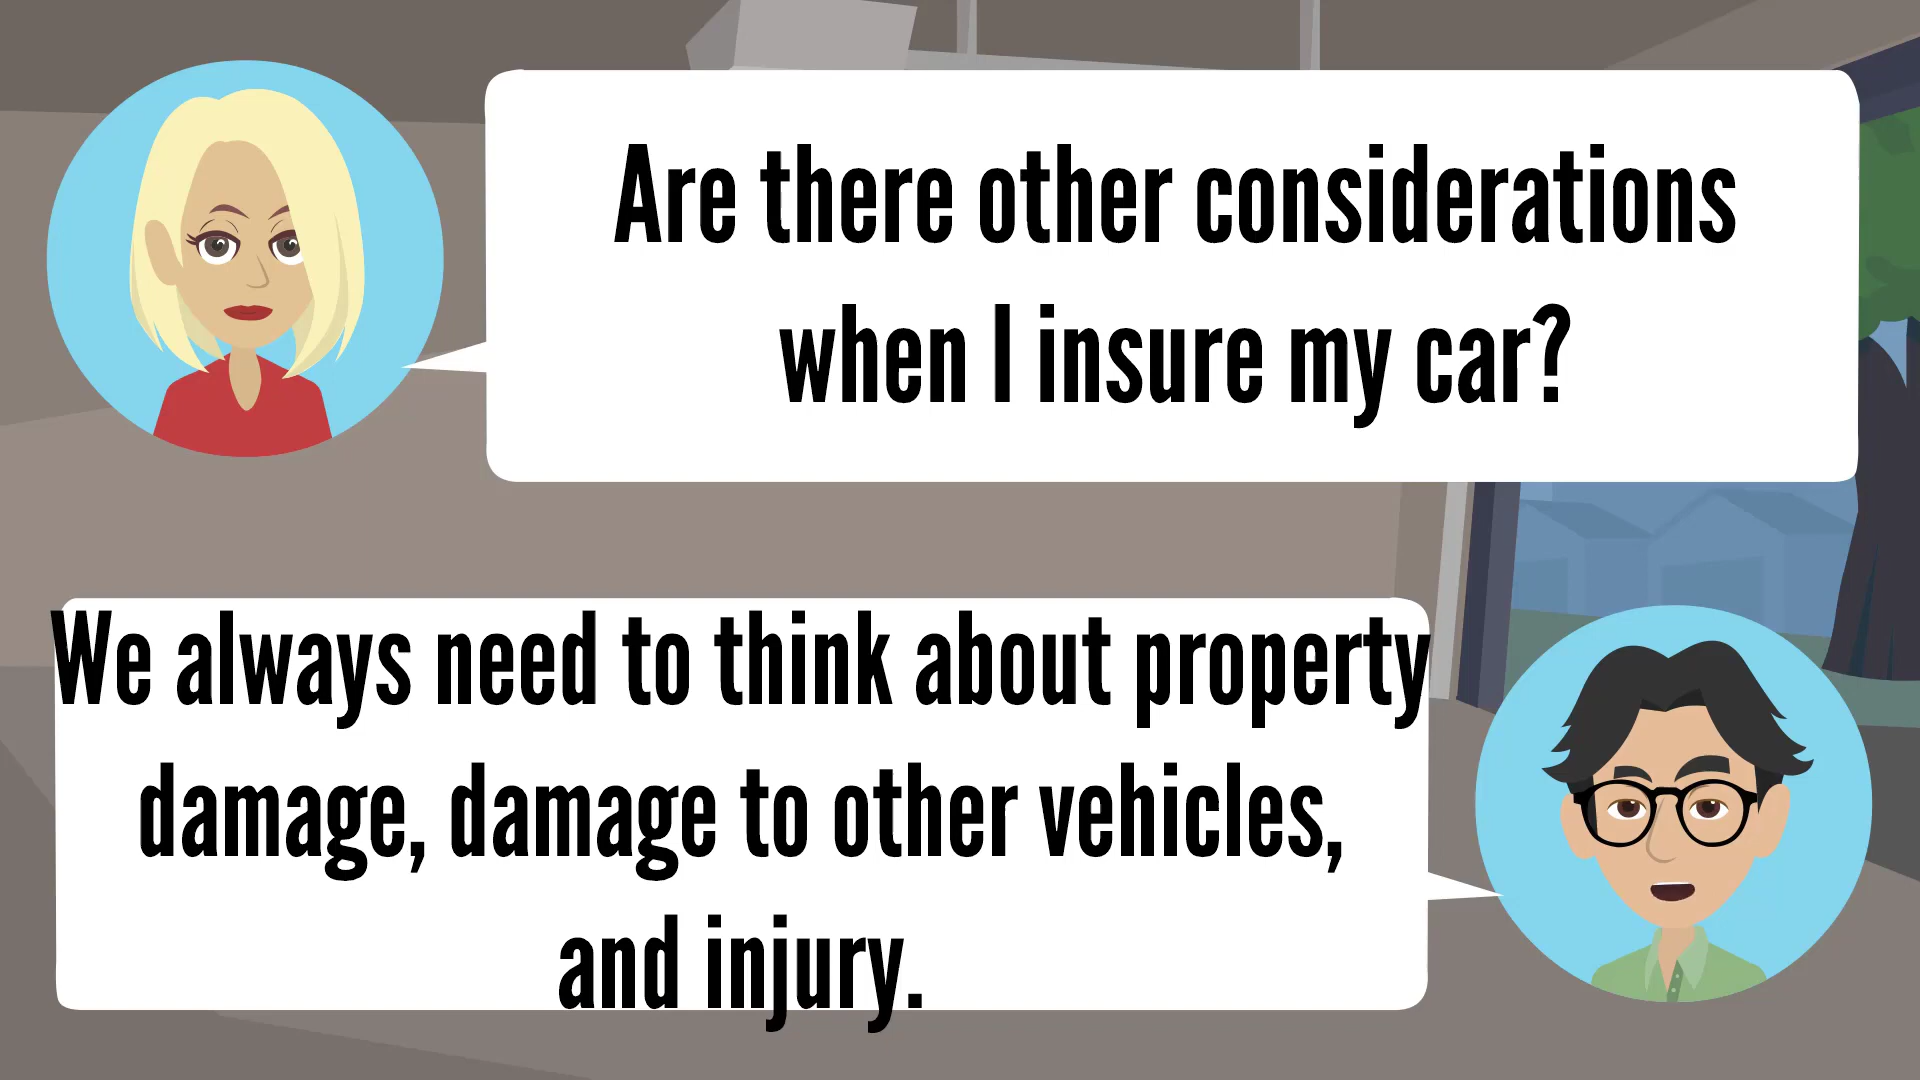 Are there other considerations
when I insure my car?
We always need to think about property
damage, damage to other vehicles,
and injury.